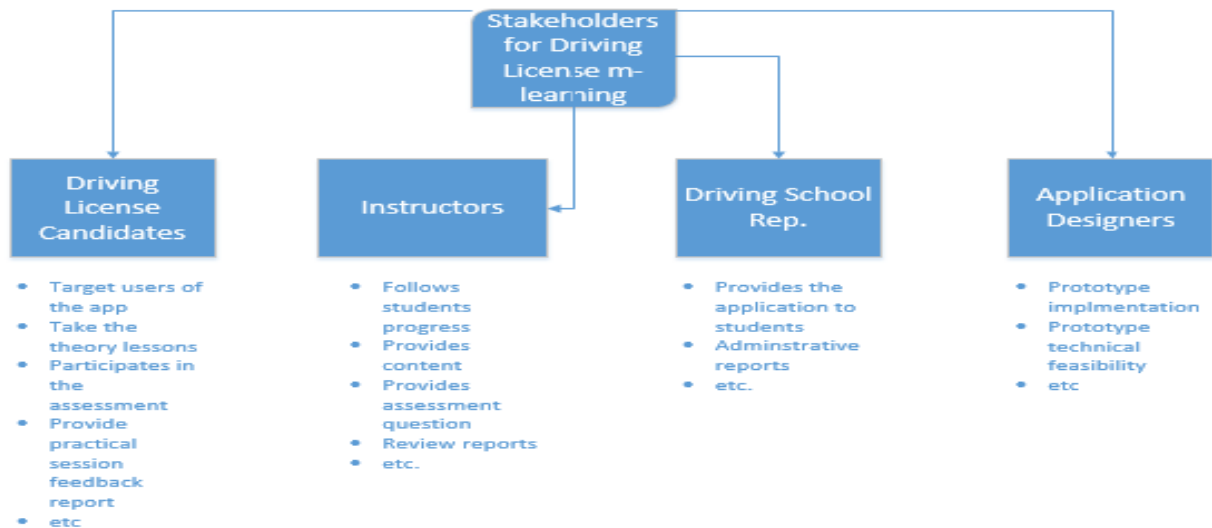 Stakeholders
for Driving
License m-
learning
Driving
License
Candidates
Instructors
Driving School
Rep.
Application
Designers
• Target users of
the app
• Take the
theory lessons
• Participates in
the
assessment
• Provide
practical
session
feedback
report
• etc
• Follows
students
progress
• Provides
content
• Provides
assessment
question
• Review reports
• etc.
• Provides the
application to
students
• Adminstrative
reports
• etc.
• Prototype
implmentation
• Prototype
technical
feasibility
• etc